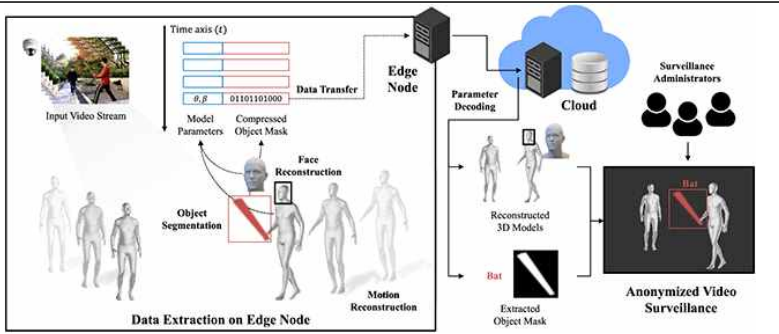 Time axis (t)
Input Video Stream
θ,β
01101101000
Data Transfer
Model
Parameters
Compressed
Object Mask
Face
Reconstruction
Object
Segmentation
Motion
Reconstruction
Data Extraction on Edge Node
Edge
Node
Parameter
Decoding
Cloud
Surveillance
Administrators
Reconstructed
3D Models
Bat
Extracted
Object Mask
Bat
Anonymized Video
Surveillance